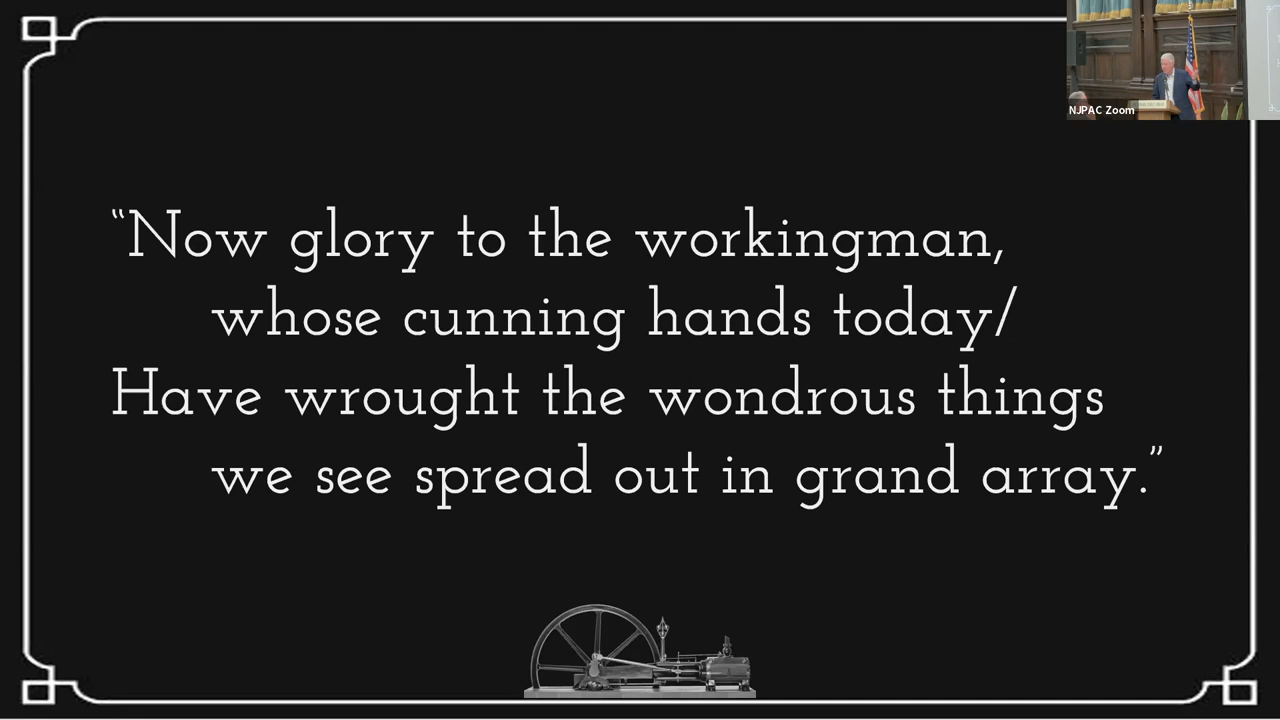 NJPAC Zoom
“Now glory to the workingman,
whose cunning hands today/
Have wrought the wondrous things
we see spread out in grand array.”